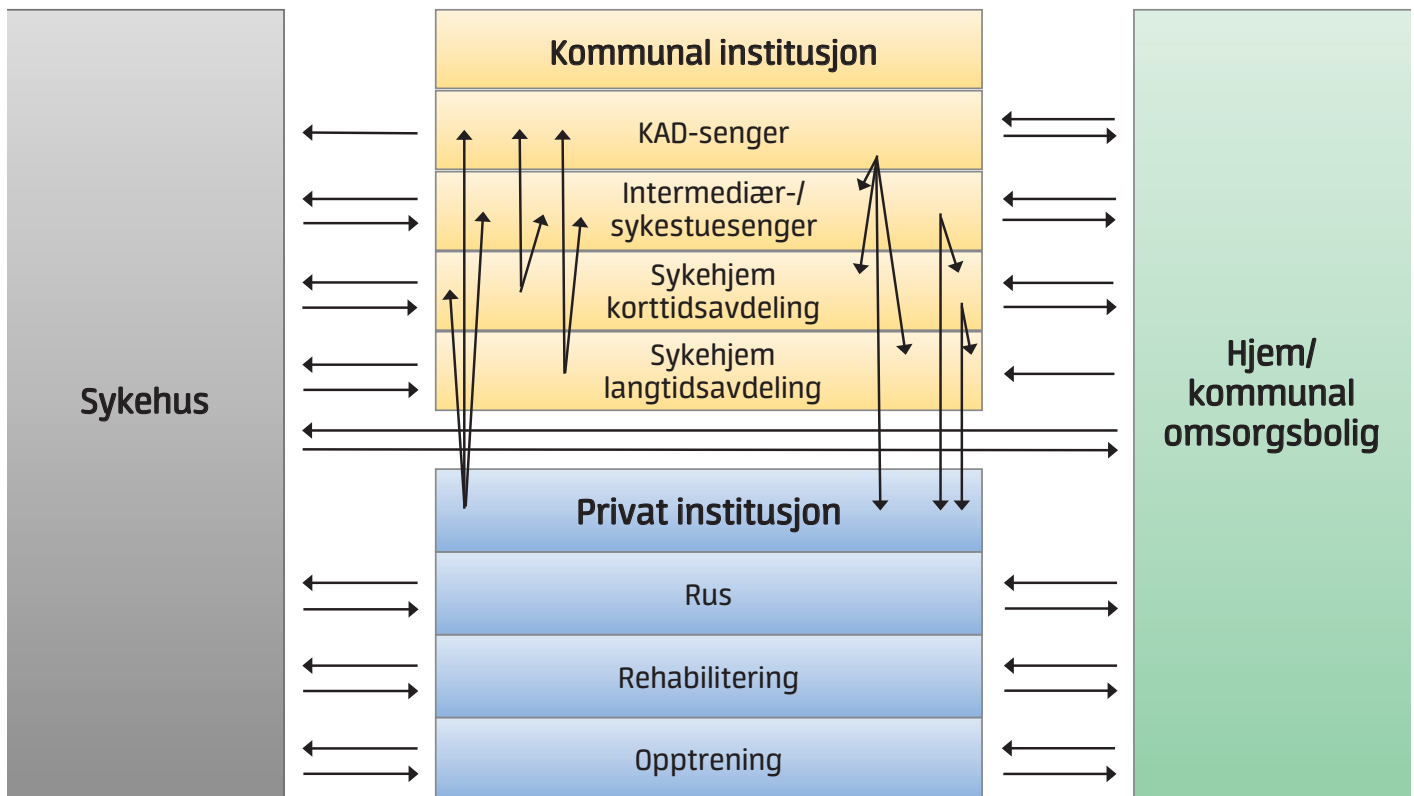 Kommunal institusjon
KAD-senger
Intermediær-/
sykestuesenger
Sykehjem
korttidsavdeling
Sykehjem
langtidsavdeling
Sykehus
Hjem/
kommunal
omsorgsbolig
Privat institusjon
Rus
Rehabilitering
Opptrening